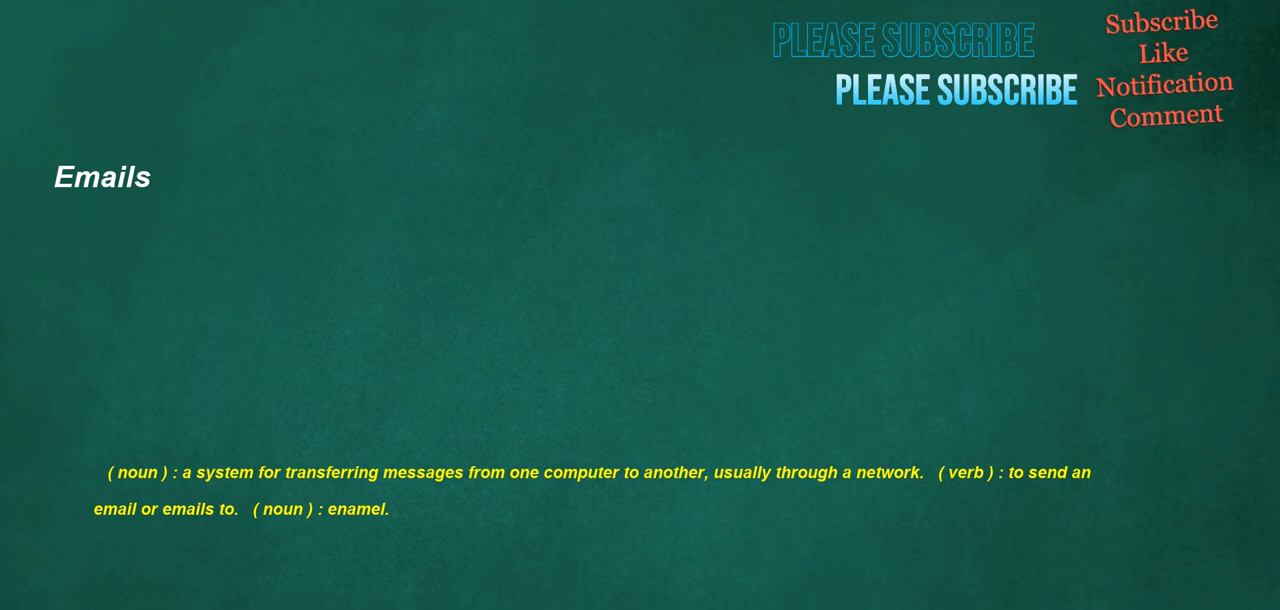 PLEASE SUBSCRIBE
PLEASE SUBSCRIBE
Subscribe
Like
Notification
Comment
Emails
( noun ) : a system for transferring messages from one computer to another, usually through a network. ( verb ) : to send an
email or emails to. ( noun ) : enamel.